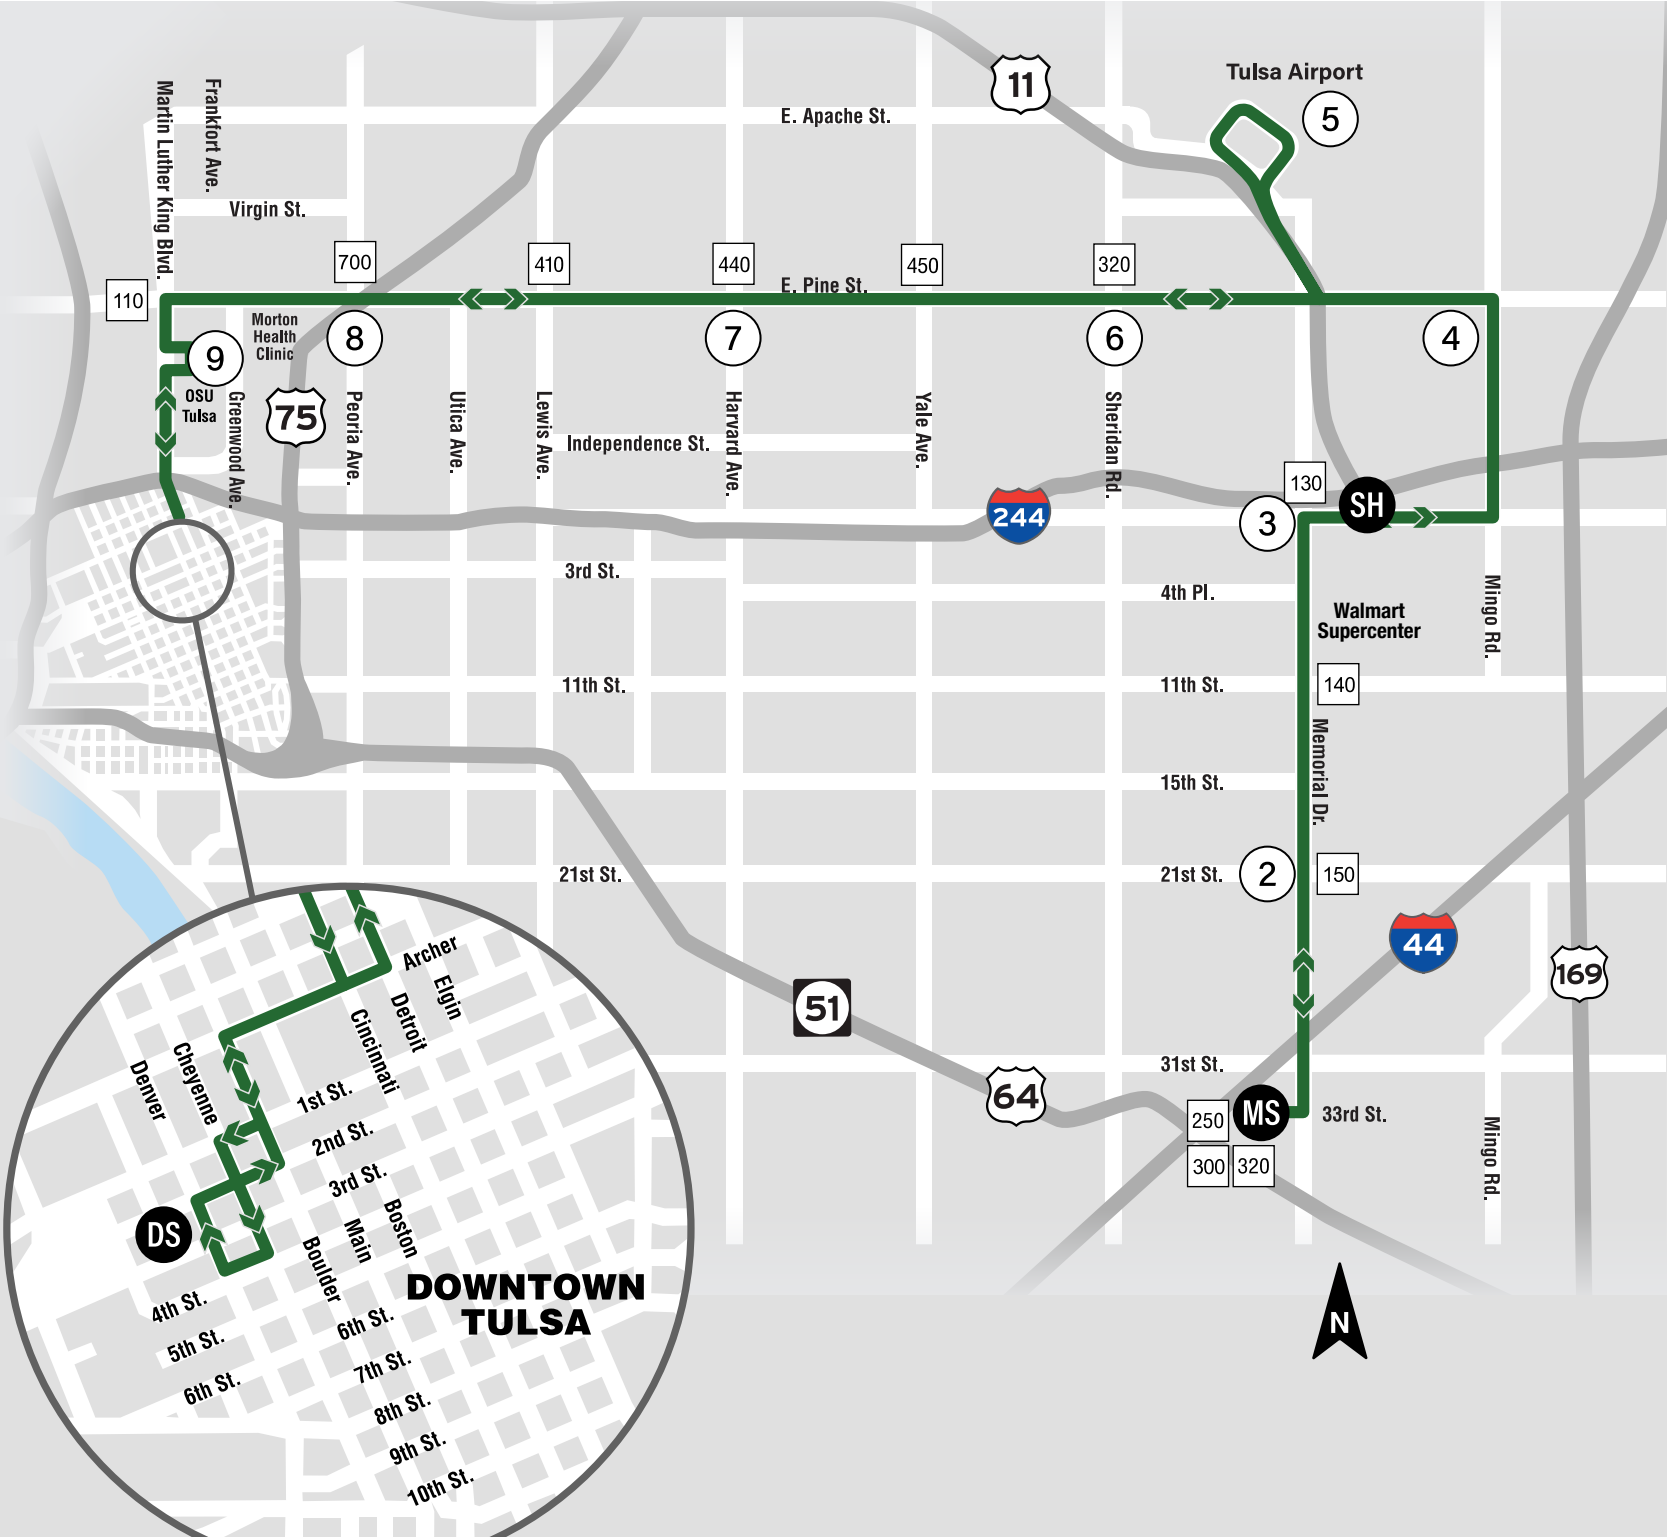 Tulsa Airport
5
11
E. Apache St.
Martin Luther King Blvd.
Frankfort Ave.
Virgin St.
700
410
440
450
320
110
E. Pine St.
Morton
Health
Clinic
9
8
7
6
4
OSU
Tulsa
Greenwood Ave.
75
Peoria Ave.
Utica Ave.
Lewis Ave.
Independence St.
Harvard Ave.
Yale Ave.
Sheridan Rd.
130
SH
244
3
3rd St.
4th Pl.
Walmart
Supercenter
Mingo Rd.
11th St.
11th St.
140
Memorial Dr.
15th St.
21st St.
21st St.
2
150
44
169
51
31st St.
64
250
MS
33rd St.
300
320
Mingo Rd.
N
Archer
Elgin
Detroit
Cincinnati
Cheyenne
Denver
1st St.
2nd St.
3rd St.
DS
Boston
Main
Boulder
DOWNTOWN
TULSA
4th St.
5th St.
6th St.
6th St.
7th St.
8th St.
9th St.
10th St.